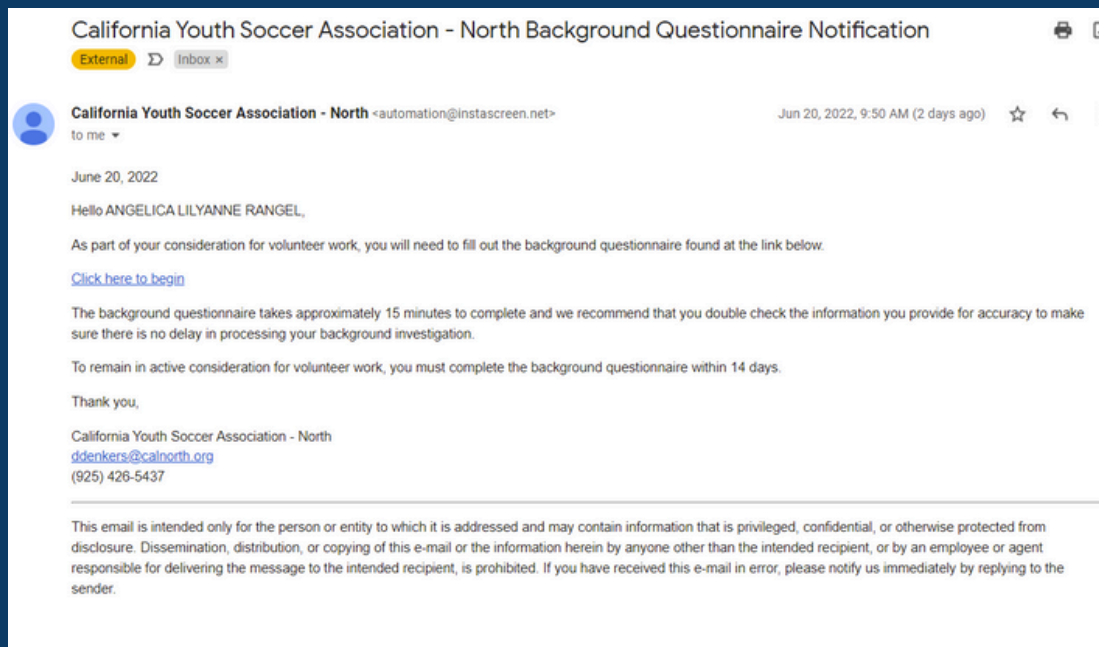 California Youth Soccer Association - North Background Questionnaire Notification
External Inbox ×
California Youth Soccer Association - North <automation@instascreen.net> Jun 20, 2022, 9:50 AM (2 days ago)
to me
June 20, 2022
Hello ANGELICA LILYANNE RANGEL,
As part of your consideration for volunteer work, you will need to fill out the background questionnaire found at the link below.
Click here to begin
The background questionnaire takes approximately 15 minutes to complete and we recommend that you double check the information you provide for accuracy to make
sure there is no delay in processing your background investigation.
To remain in active consideration for volunteer work, you must complete the background questionnaire within 14 days.
Thank you,
California Youth Soccer Association - North
ddenkers@calnorth.org
(925) 426-5437
This email is intended only for the person or entity to which it is addressed and may contain information that is privileged, confidential, or otherwise protected from
disclosure. Dissemination, distribution, or copying of this e-mail or the information herein by anyone other than the intended recipient, or by an employee or agent
responsible for delivering the message to the intended recipient, is prohibited. If you have received this e-mail in error, please notify us immediately by replying to the
sender.